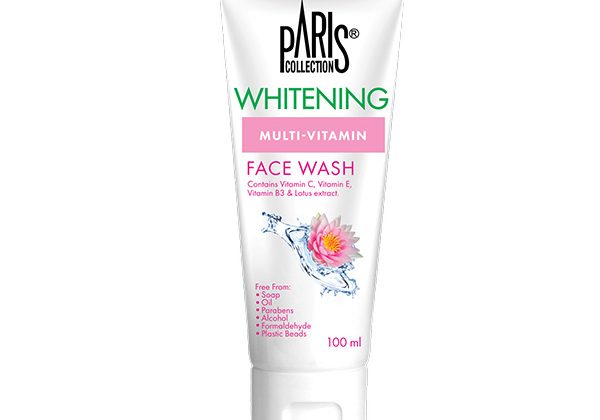 PARIS®
COLLECTION
WHITENING
MULTI-VITAMIN
FACE WASH
Contains Vitamin C, Vitamin E,
Vitamin B3 & Lotus extract.
Free From:
• Soap
• Oil
• Parabens
• Alcohol
• Formaldehyde
• Plastic Beads
100 ml